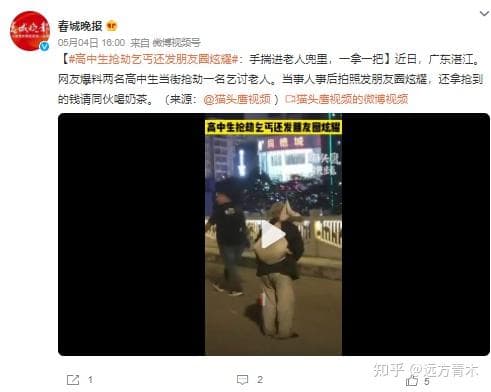 春城晚报
05月04日 16:00 来自 微博视频号
【#高中生抢劫乞丐还发朋友圈炫耀#：手揣进老人兜里，一拿一把】近日，广东湛江。
网友爆料两名高中生当街抢劫一名乞讨老人。当事人事后拍照发朋友圈炫耀，还拿抢到
的钱请同伙喝奶茶。（来源：@猫头鹰视频 ）猫头鹰视频的微博视频
高中生抢劫乞丐还发朋友圈炫耀
1
2
5
知乎 @远方青木